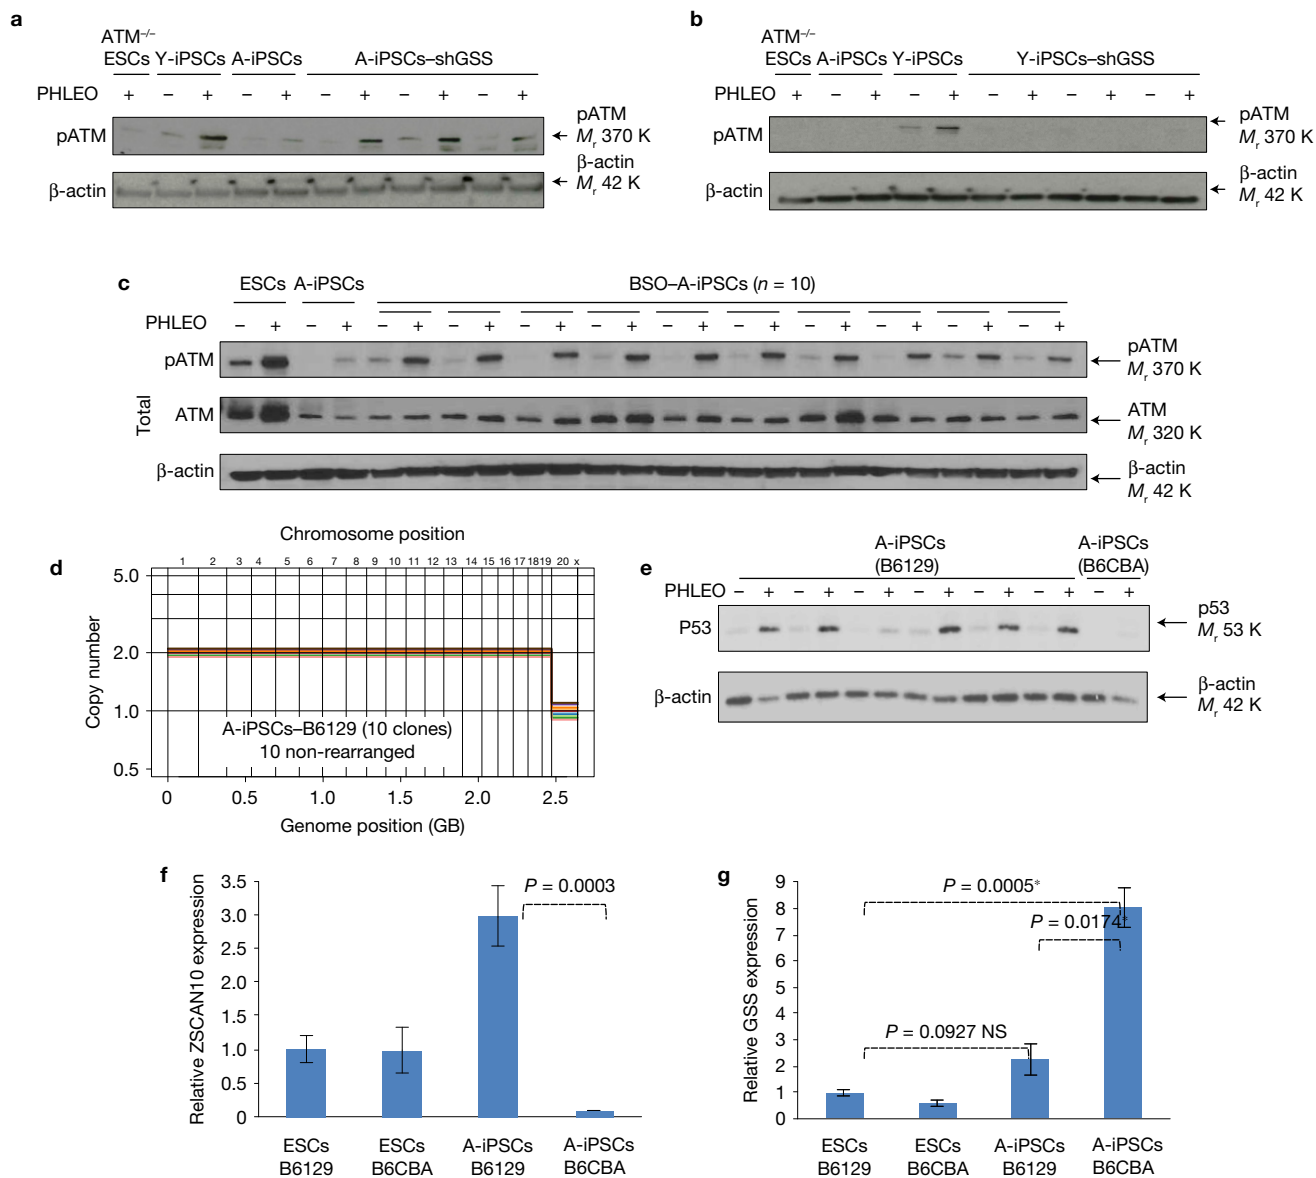 a
ATM–/–
ESCs Y-iPSCs A-iPSCs A-iPSCs–shGSS
PHLEO + – + – + – + – + – +
pATM
pATM
Mr 370 K
β-actin
β-actin
Mr 42 K
b
ATM–/–
ESCs A-iPSCs Y-iPSCs Y-iPSCs–shGSS
PHLEO + – + – + – + – + – +
pATM
pATM
Mr 370 K
β-actin
β-actin
Mr 42 K
c
ESCs A-iPSCs BSO–A-iPSCs (n = 10)
PHLEO – + – + – + – + – + – + – + – + – + – + – + – +
pATM
pATM
Mr 370 K
Total
ATM
ATM
Mr 320 K
β-actin
β-actin
Mr 42 K
d
Chromosome position
1 2 3 4 5 6 7 8 9 10 11 12 13 14 15 16 17 18 19 20 x
Copy number
5.0
2.0
1.0
0.5
A-iPSCs–B6129 (10 clones)
10 non-rearranged
0 0.5 1.0 1.5 2.0 2.5
Genome position (GB)
e
A-iPSCs
(B6129)
A-iPSCs
(B6CBA)
PHLEO – + – + – + – + – + – + – +
P53
p53
Mr 53 K
β-actin
β-actin
Mr 42 K
f
Relative ZSCAN10 expression
3.5
3.0
2.5
2.0
1.5
1.0
0.5
0
P = 0.0003
ESCs
B6129
ESCs
B6CBA
A-iPSCs
B6129
A-iPSCs
B6CBA
g
Relative GSS expression
9
8
7
6
5
4
3
2
1
0
P = 0.0005*
P = 0.0174*
P = 0.0927 NS
ESCs
B6129
ESCs
B6CBA
A-iPSCs
B6129
A-iPSCs
B6CBA